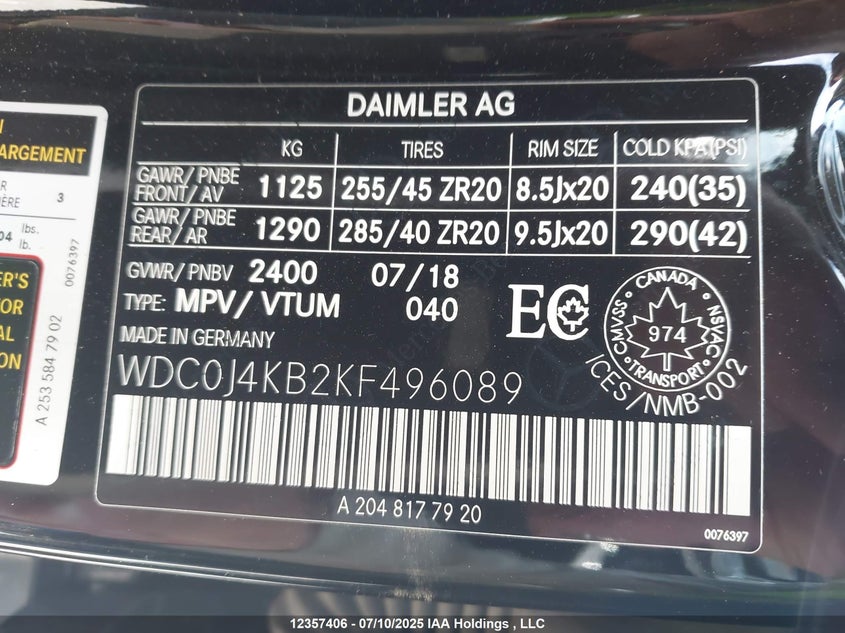 ARGEMENT
3
lbs.
lb.
0076397
A 253 584 79 02
DAIMLER AG
KG TIRES RIM SIZE COLD KPA(PSI)
GAWR/PNBE FRONT/AV 1125 255/45 ZR20 8.5Jx20 240(35)
GAWR/PNBE REAR/AR 1290 285/40 ZR20 9.5Jx20 290(42)
GVWR/PNBV 2400 07/18
TYPE: MPV/VTUM 040
MADE IN GERMANY
EC
CANADA
CMVSS 974 NSVAC
TRANSPORT
ICES/NMB-002
WDC0J4KB2KF496089
A 204 817 79 20
0076397
12357406 - 07/10/2025 IAA Holdings , LLC